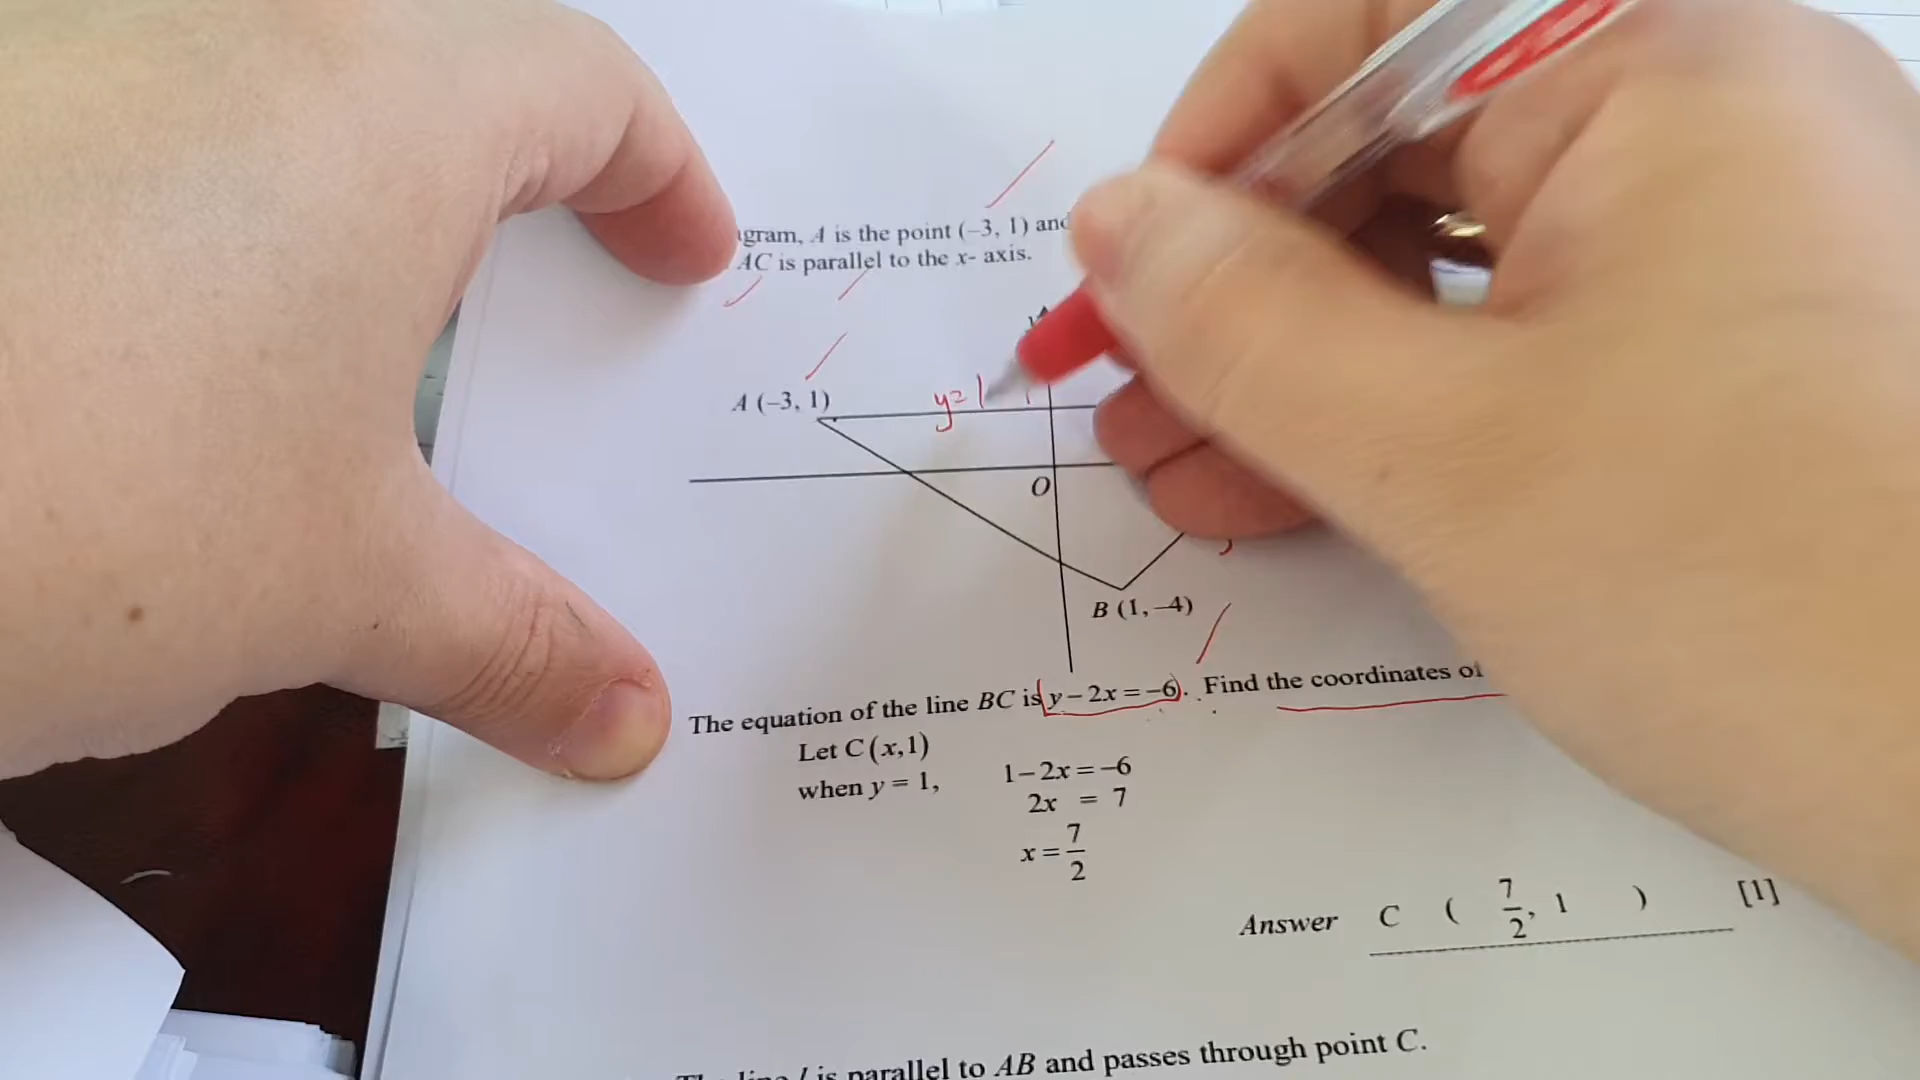 gram, A is the point (–3, 1) and
AC is parallel to the x- axis.
A (–3, 1)
y=1
O
B (1, –4)
The equation of the line BC is y – 2x = –6. Find the coordinates of
Let C (x,1)
when y = 1,
1 – 2x = –6
2x = 7
x = 7/2
Answer C ( 7/2, 1 ) [1]
line l is parallel to AB and passes through point C.